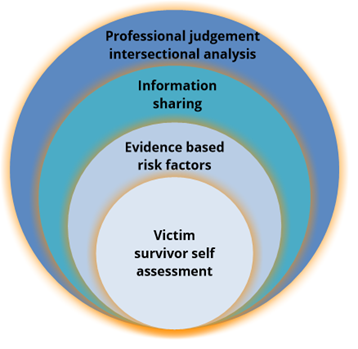 Professional judgement
intersectional analysis
Information
sharing
Evidence based
risk factors
Victim
survivor self
assessment